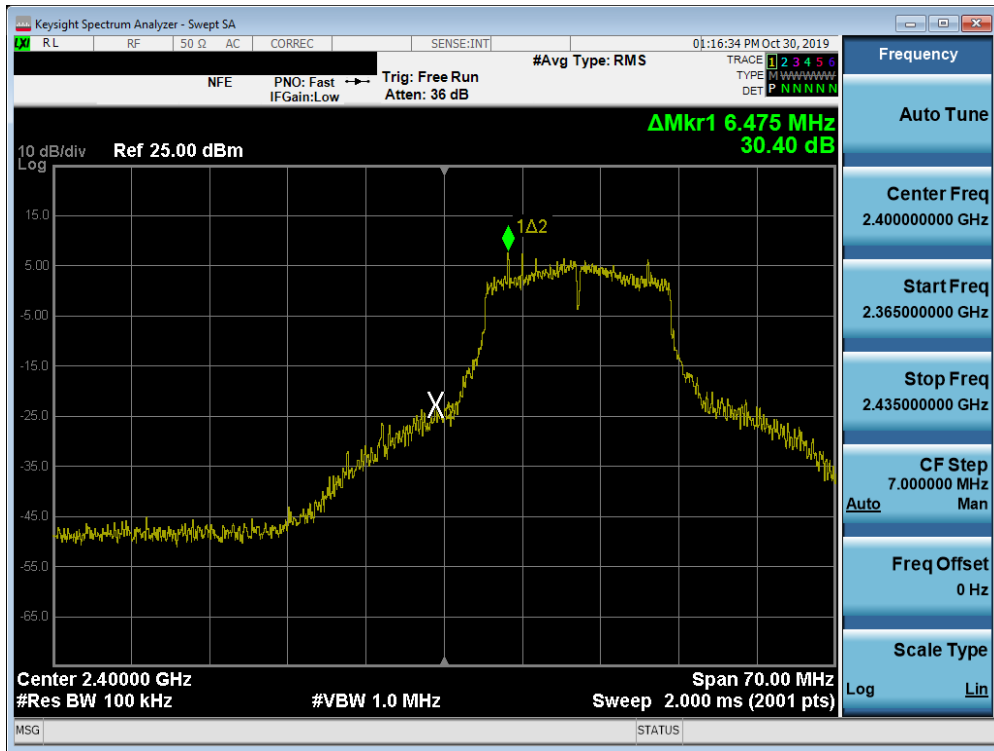 Keysight Spectrum Analyzer - Swept SA
LXI RL RF 50 Ω AC CORREC SENSE:INT 01:16:34 PM Oct 30, 2019
Frequency
#Avg Type: RMS
TRACE 1 2 3 4 5 6
TYPE M W W W W W
DET P N N N N N
NFE
PNO: Fast
IFGain:Low
Trig: Free Run
Atten: 36 dB
ΔMkr1 6.475 MHz
30.40 dB
10 dB/div
Log
Ref 25.00 dBm
15.0
5.00
-5.00
-15.0
-25.0
-35.0
-45.0
-55.0
-65.0
1Δ2
X2
Center 2.40000 GHz
Span 70.00 MHz
#Res BW 100 kHz
#VBW 1.0 MHz
Sweep 2.000 ms (2001 pts)
MSG
STATUS
Auto Tune
Center Freq
2.400000000 GHz
Start Freq
2.365000000 GHz
Stop Freq
2.435000000 GHz
CF Step
7.000000 MHz
Auto Man
Freq Offset
0 Hz
Scale Type
Log Lin